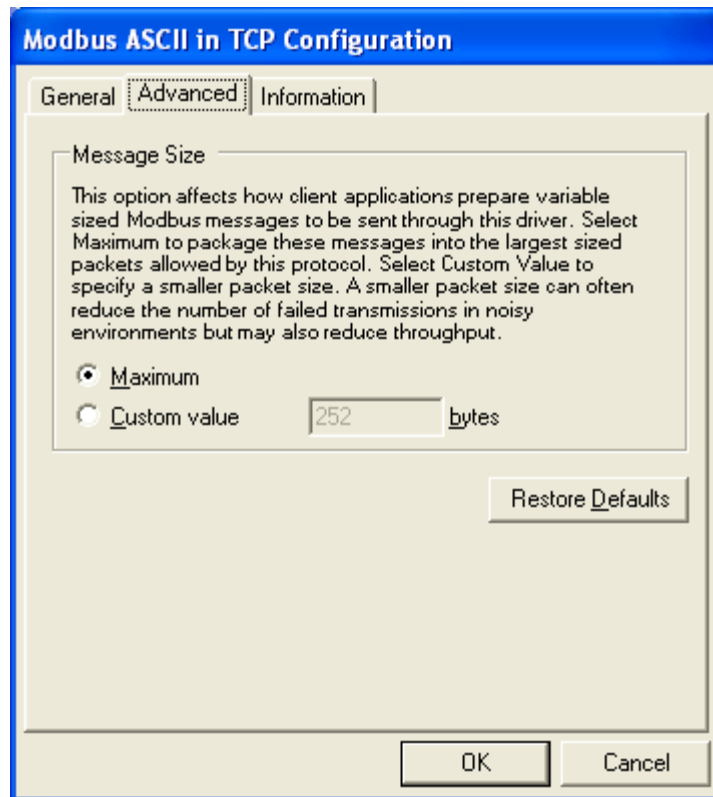 Modbus ASCII in TCP Configuration
General Advanced Information
Message Size
This option affects how client applications prepare variable
sized Modbus messages to be sent through this driver. Select
Maximum to package these messages into the largest sized
packets allowed by this protocol. Select Custom Value to
specify a smaller packet size. A smaller packet size can often
reduce the number of failed transmissions in noisy
environments but may also reduce throughput.
Maximum
Custom value 252 bytes
Restore Defaults
OK Cancel